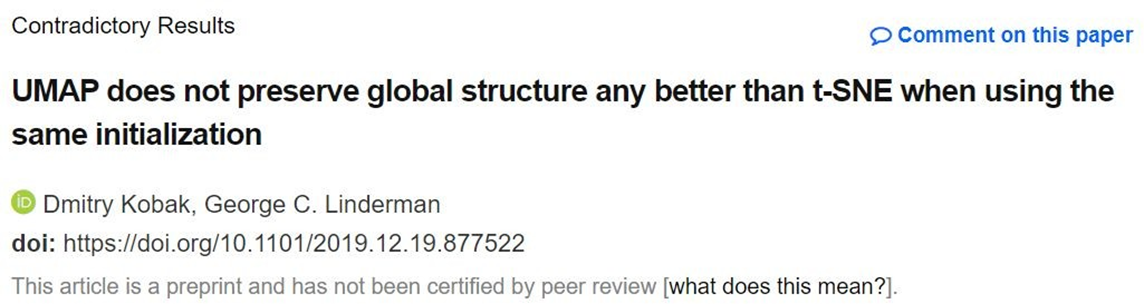 Contradictory Results
Comment on this paper
UMAP does not preserve global structure any better than t-SNE when using the
same initialization
iD Dmitry Kobak, George C. Linderman
doi: https://doi.org/10.1101/2019.12.19.877522
This article is a preprint and has not been certified by peer review [what does this mean?].